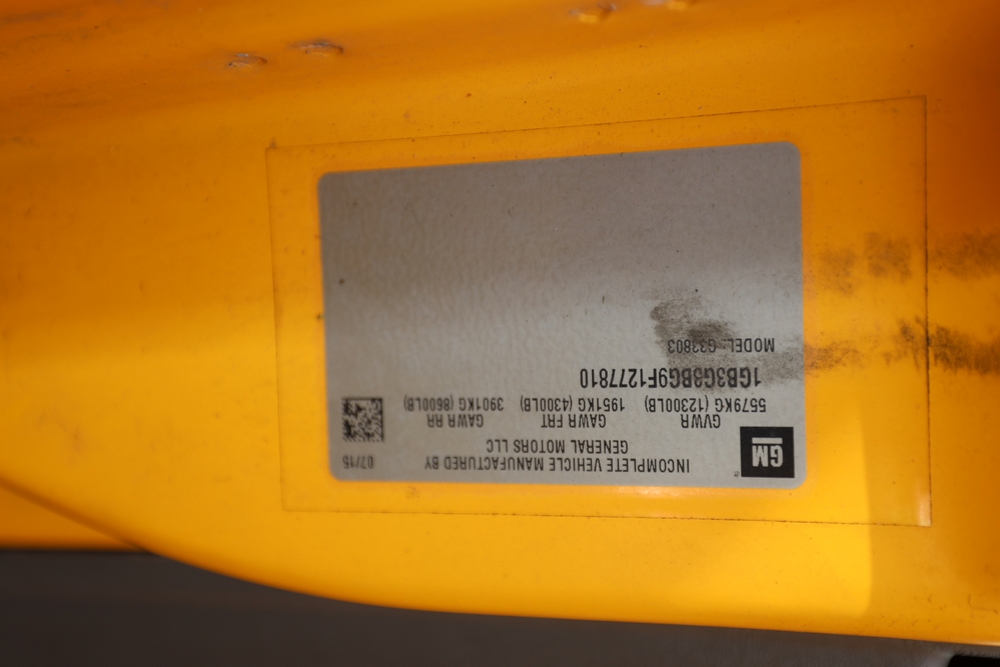 GM
INCOMPLETE VEHICLE MANUFACTURED BY
GENERAL MOTORS LLC
07/15
GVWR GAWR FRT GAWR RR
5579KG (12300LB) 1951KG (4300LB) 3901KG (8600LB)
1GB3G3BG9F1277810
MODEL: G33803